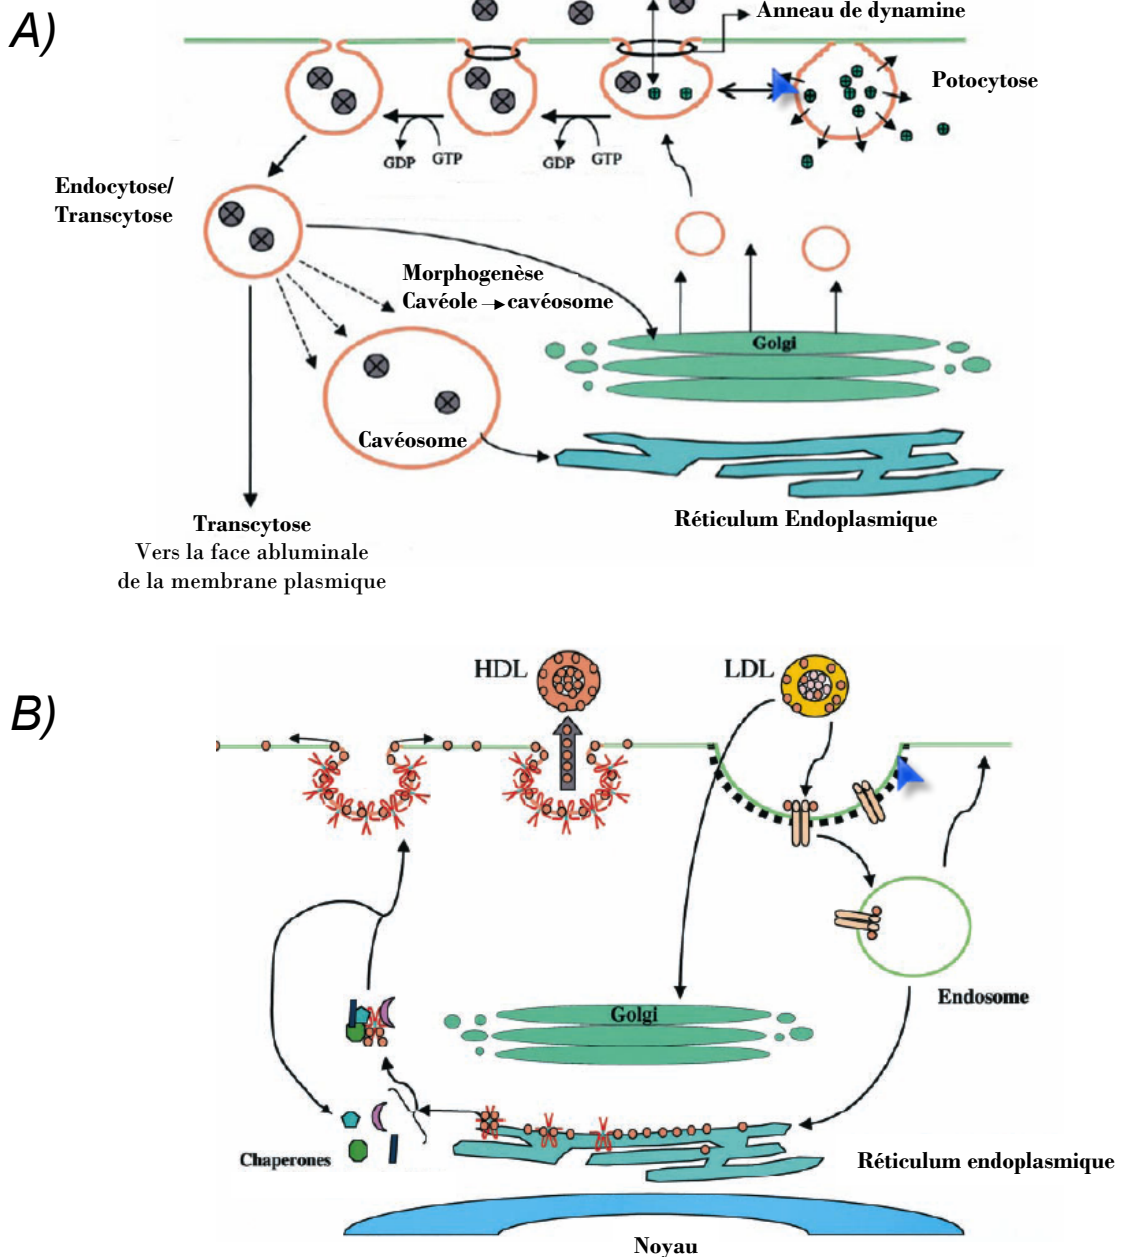 A)
Anneau de dynamine
Potocytose
GDP GTP
GDP GTP
Endocytose/
Transcytose
Morphogenèse
Cavéole → cavéosome
Golgi
Cavéosome
Réticulum Endoplasmique
Transcytose
Vers la face abluminale
de la membrane plasmique
B)
HDL
LDL
Endosome
Golgi
Chaperones
Réticulum endoplasmique
Noyau